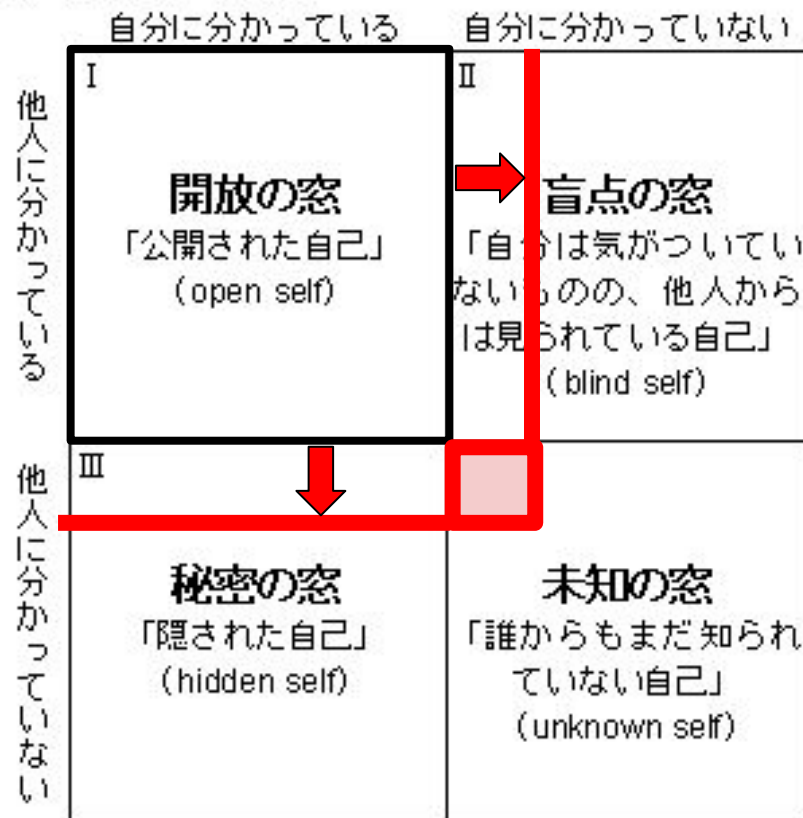 自分に分かっている
自分に分かっていない
他人に分かっている
I
開放の窓
「公開された自己」
(open self)
II
盲点の窓
「自分は気がついてい
ないものの、他人から
は見られている自己」
(blind self)
他人に分かっていない
III
秘密の窓
「隠された自己」
(hidden self)
未知の窓
「誰からもまだ知られ
ていない自己」
(unknown self)